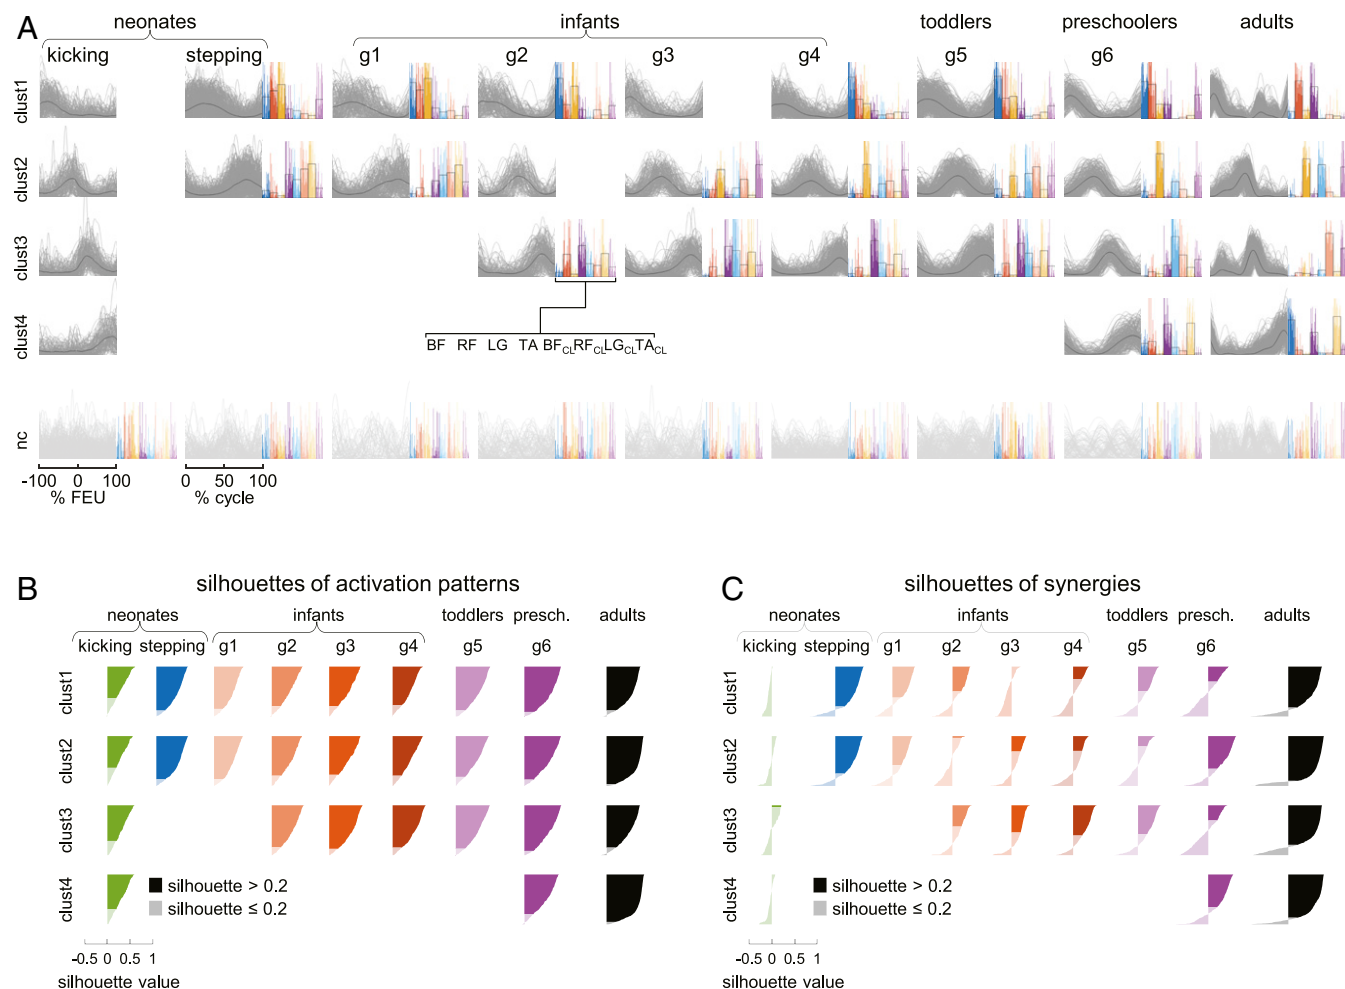 A
neonates infants toddlers preschoolers adults
kicking stepping g1 g2 g3 g4 g5 g6
clust1
clust2
clust3
clust4
BF RF LG TA BFCL RFCL LGCL TACL
nc
-100 0 100 0 50 100
% FEU % cycle
B silhouettes of activation patterns
neonates infants toddlers presch. adults
kicking stepping g1 g2 g3 g4 g5 g6
clust1
clust2
clust3
clust4
silhouette > 0.2
silhouette ≤ 0.2
-0.5 0 0.5 1
silhouette value
C silhouettes of synergies
neonates infants toddlers presch. adults
kicking stepping g1 g2 g3 g4 g5 g6
clust1
clust2
clust3
clust4
silhouette > 0.2
silhouette ≤ 0.2
-0.5 0 0.5 1
silhouette value